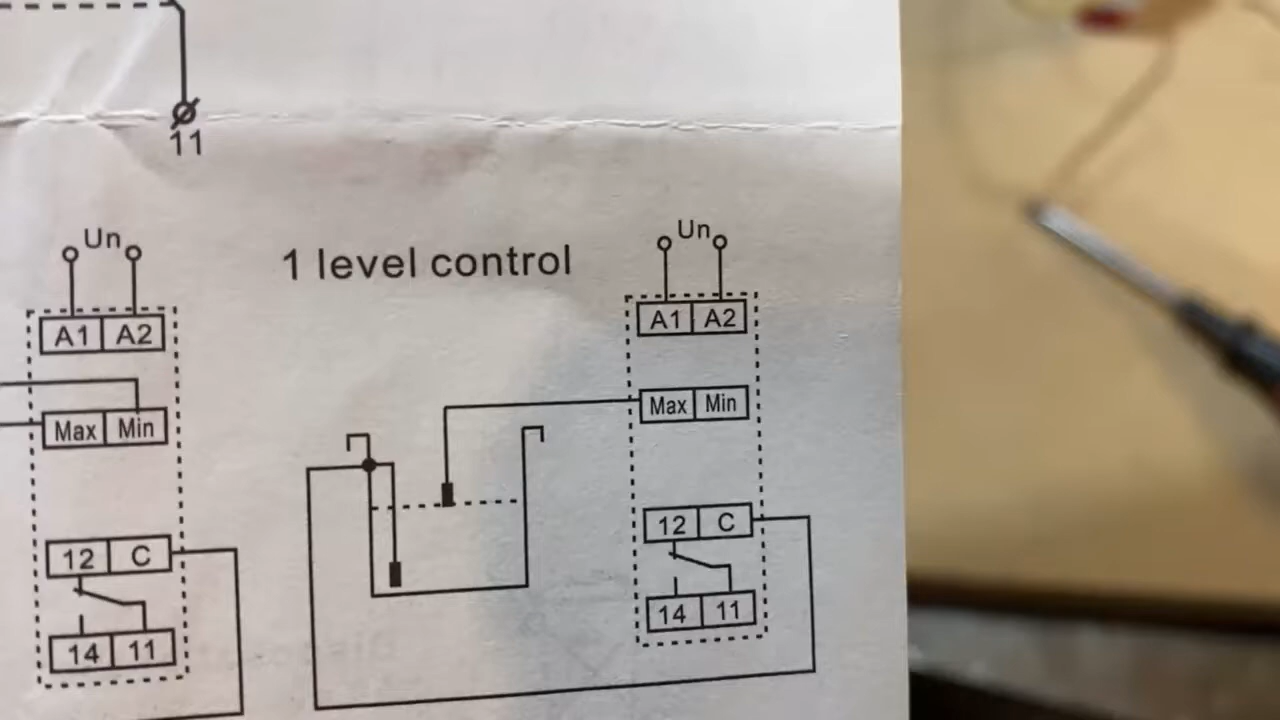 11
Un
A1 A2
Max Min
12 C
14 11
1 level control
Un
A1 A2
Max Min
12 C
14 11